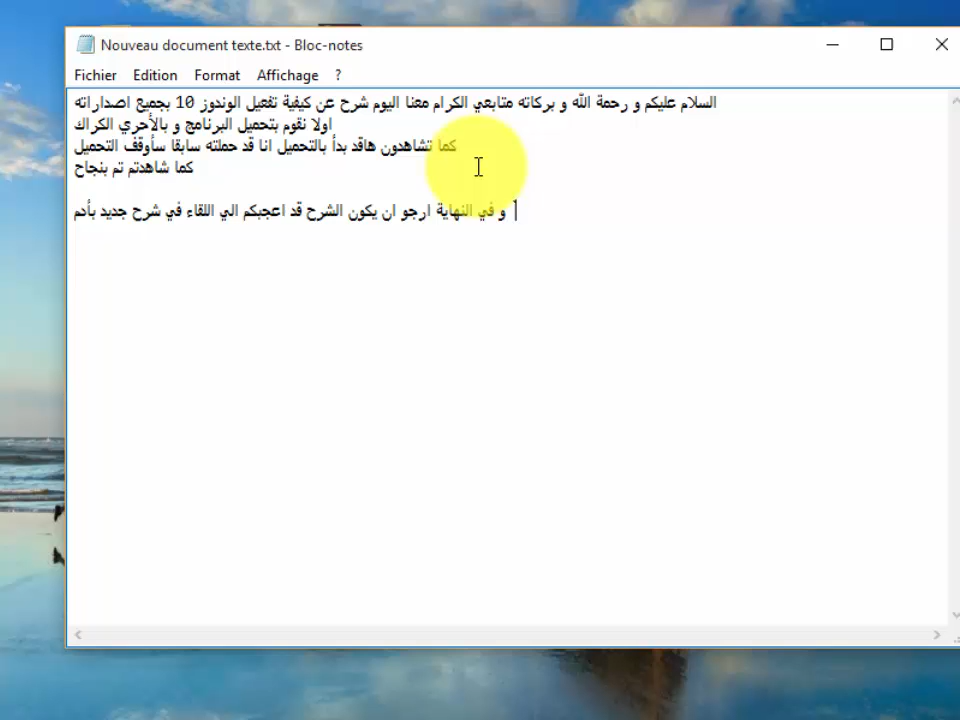 Nouveau document texte.txt - Bloc-notes
Fichier Edition Format Affichage ?
السلام عليكم و رحمة الله و بركاته متابعي الكرام معنا اليوم شرح عن كيفية تفعيل الوندوز 10 بجميع اصداراته
اولا نقوم بتحميل البرنامج و بالأحري الكراك
كما تشاهدون هاقد بدأ بالتحميل انا قد حملته سابقا سأوقف التحميل
كما شاهدتم تم بنجاح
و في النهاية ارجو ان يكون الشرح قد اعجبكم الي اللقاء في شرح جديد بأدم